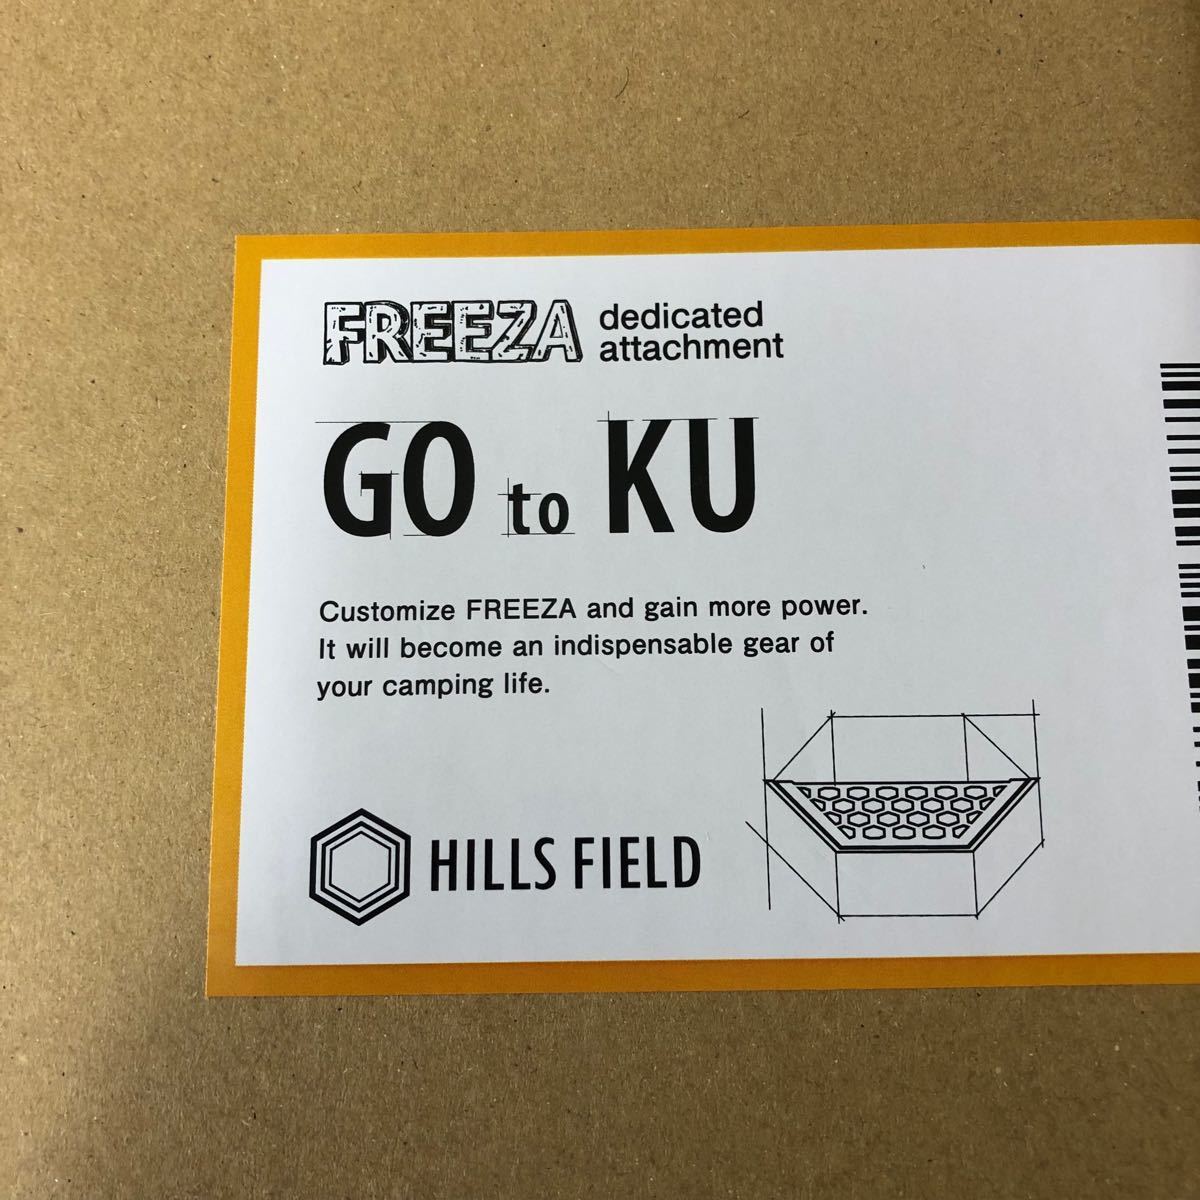 FREEZA dedicated
attachment
GO to KU
Customize FREEZA and gain more power.
It will become an indispensable gear of
your camping life.
HILLS FIELD